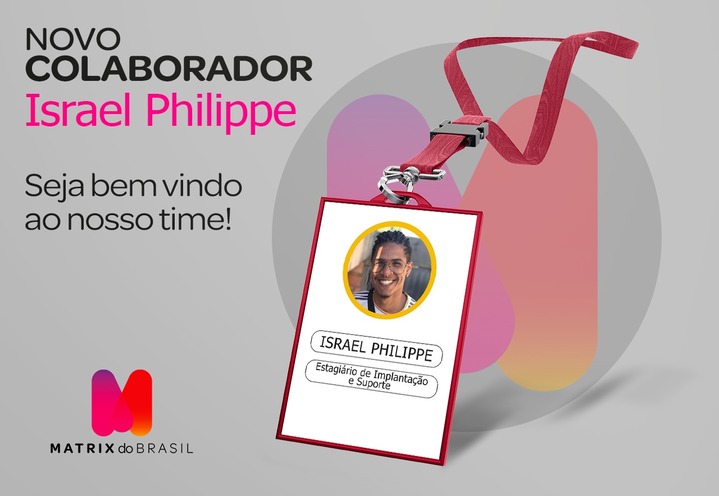 NOVO
COLABORADOR
Israel Philippe
Seja bem vindo
ao nosso time!
ISRAEL PHILIPPE
Estagiário de Implantação
e Suporte
MATRIX do BRASIL